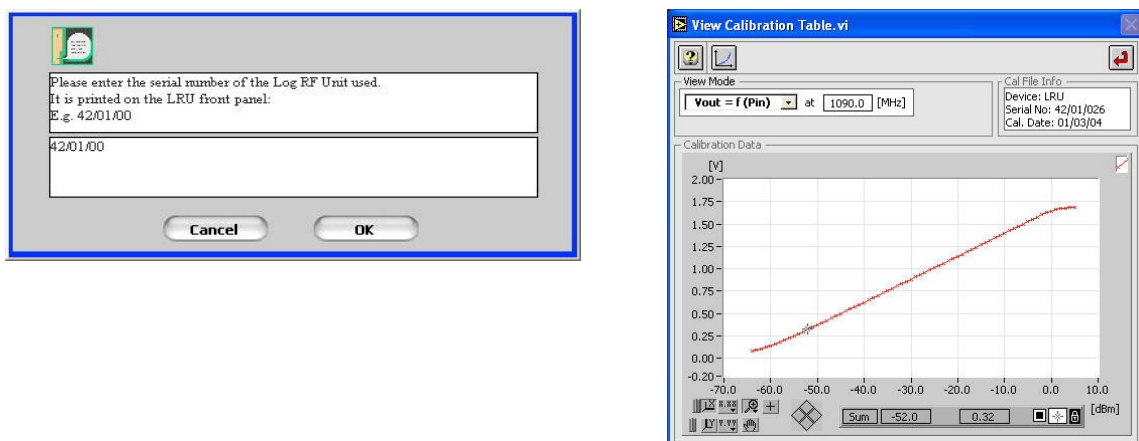 Please enter the serial number of the Log RF Unit used.
It is printed on the LRU front panel:
E.g. 42/01/00
42/01/00
Cancel
OK
View Calibration Table.vi
View Mode
Vout = f (Pin) at 1090.0 [MHz]
Cal File Info
Device: LRU
Serial No: 42/01/026
Cal. Date: 01/03/04
Calibration Data
[V]
2.00
1.75
1.50
1.25
1.00
0.75
0.50
0.25
0.00
-0.20
-70.0 -60.0 -50.0 -40.0 -30.0 -20.0 -10.0 0.0 10.0
[dBm]
Sum -52.0 0.32